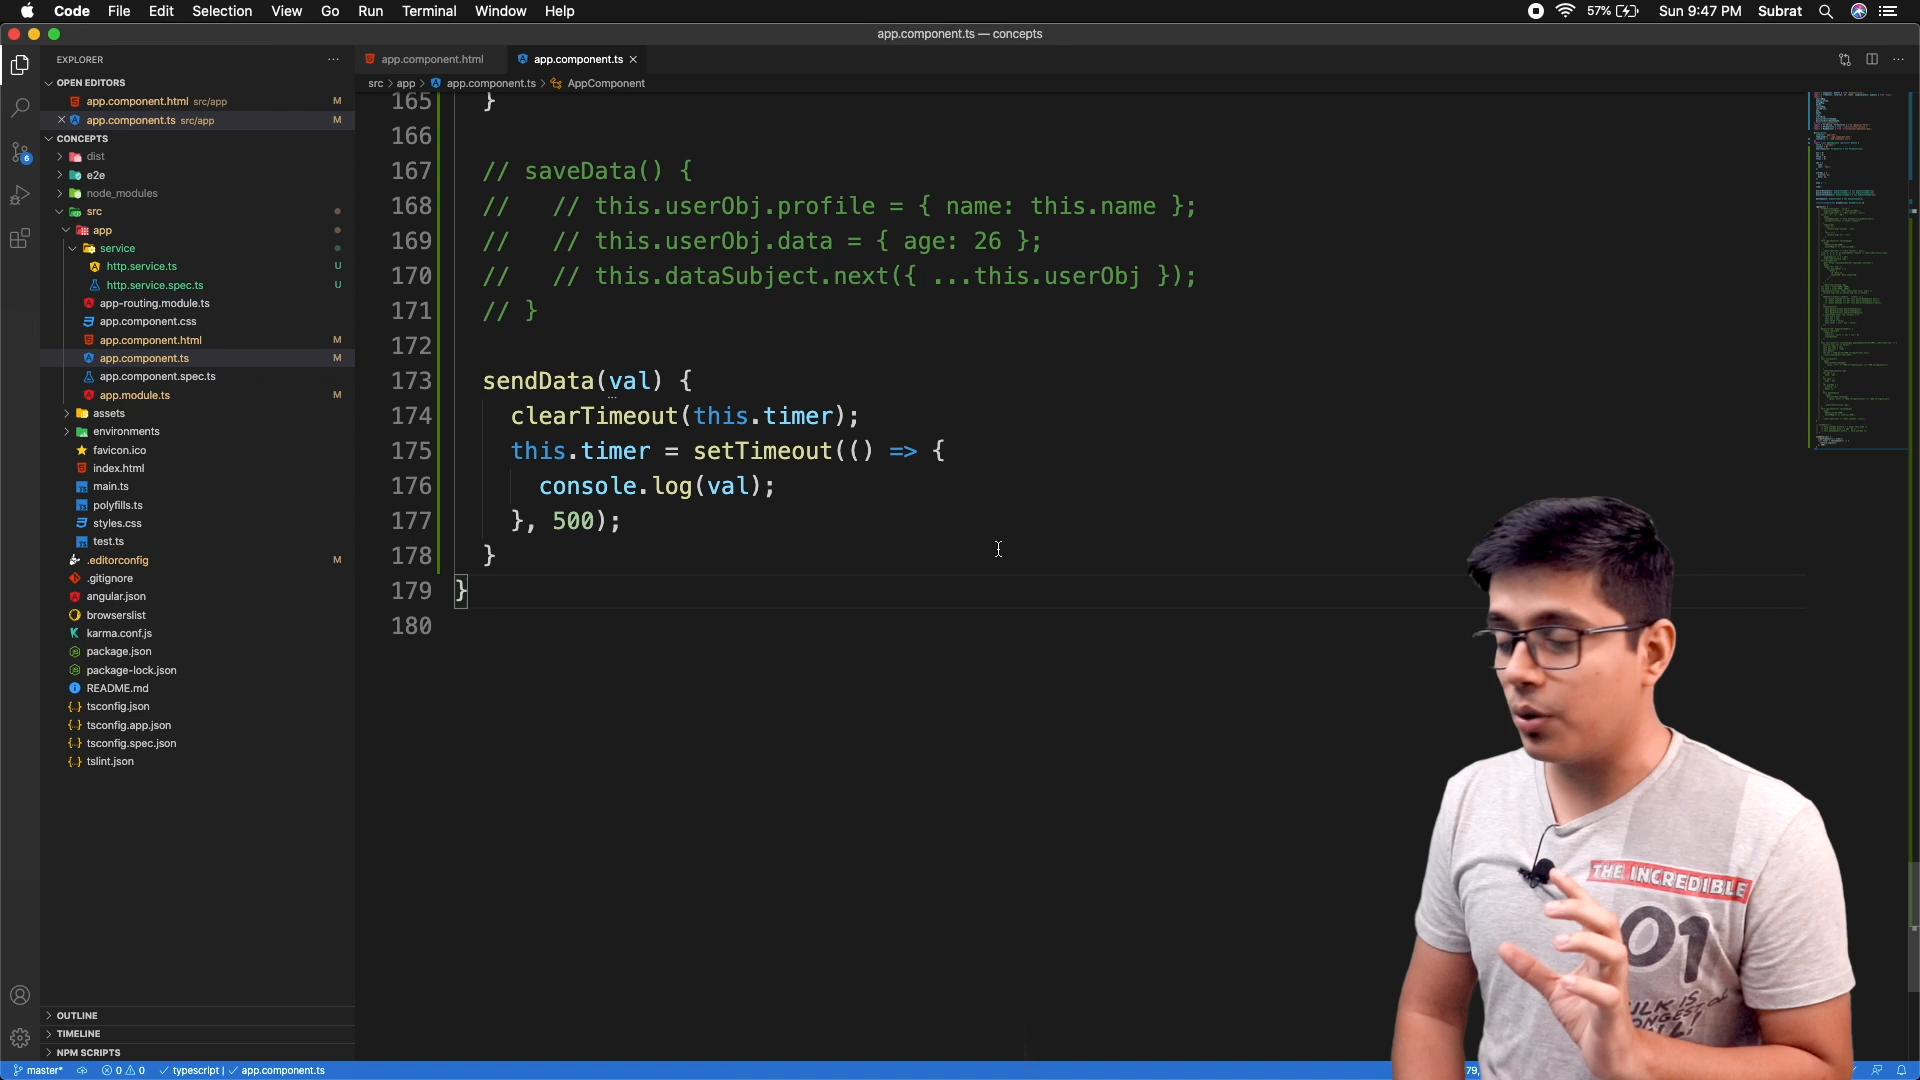 Code File Edit Selection View Go Run Terminal Window Help
57% Sun 9:47 PM Subrat
app.component.ts — concepts
EXPLORER
OPEN EDITORS
app.component.html src/app M
app.component.ts src/app M
CONCEPTS
dist
e2e
node_modules
src
app
service
http.service.ts U
http.service.spec.ts U
app-routing.module.ts
app.component.css
app.component.html M
app.component.ts M
app.component.spec.ts
app.module.ts M
assets
environments
favicon.ico
index.html
main.ts
polyfills.ts
styles.css
test.ts
.editorconfig M
.gitignore
angular.json
browserslist
karma.conf.js
package.json
package-lock.json
README.md
tsconfig.json
tsconfig.app.json
tsconfig.spec.json
tslint.json
OUTLINE
TIMELINE
NPM SCRIPTS
6
app.component.html app.component.ts
src > app > app.component.ts > AppComponent
165 }
166
167 // saveData() {
168 //   // this.userObj.profile = { name: this.name };
169 //   // this.userObj.data = { age: 26 };
170 //   // this.dataSubject.next({ ...this.userObj });
171 // }
172
173 sendData(val) {
174 clearTimeout(this.timer);
175 this.timer = setTimeout(() => {
176 console.log(val);
177 }, 500);
178 }
179 }
180
THE INCREDIBLE
01
master* 0 0 typescript | app.component.ts
79,